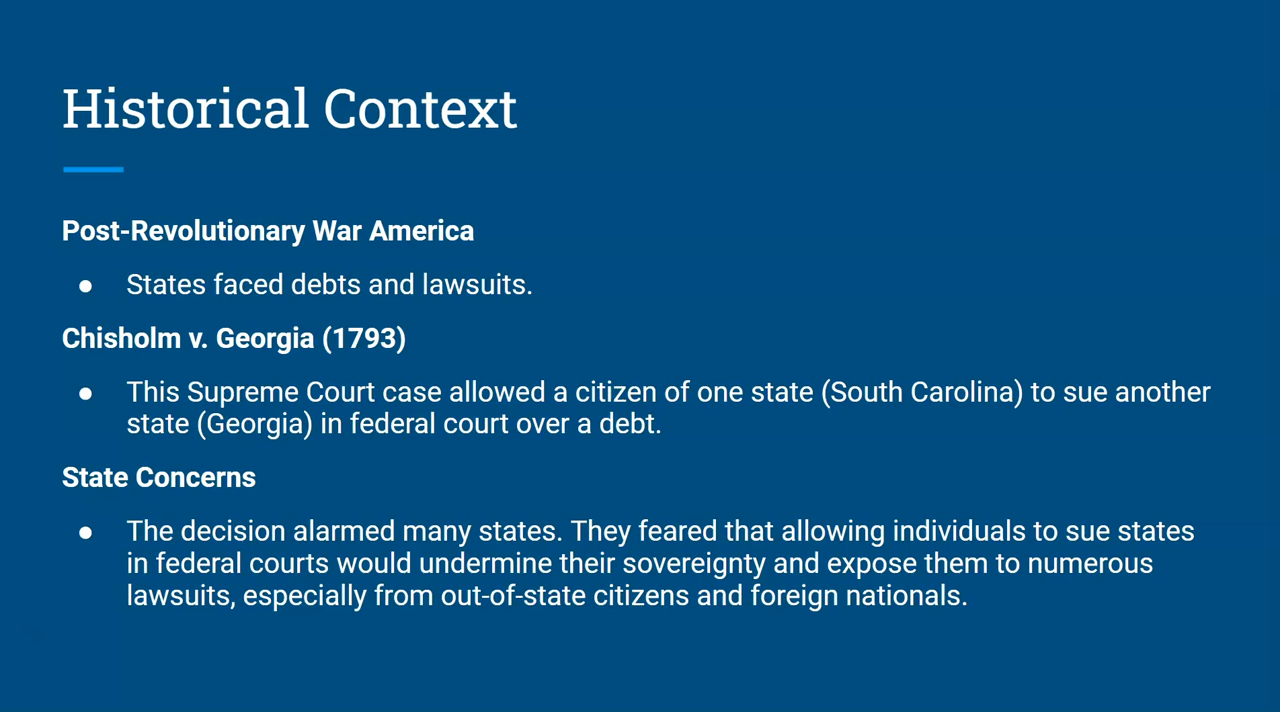 Historical Context
Post-Revolutionary War America
● States faced debts and lawsuits.
Chisholm v. Georgia (1793)
● This Supreme Court case allowed a citizen of one state (South Carolina) to sue another
state (Georgia) in federal court over a debt.
State Concerns
● The decision alarmed many states. They feared that allowing individuals to sue states
in federal courts would undermine their sovereignty and expose them to numerous
lawsuits, especially from out-of-state citizens and foreign nationals.